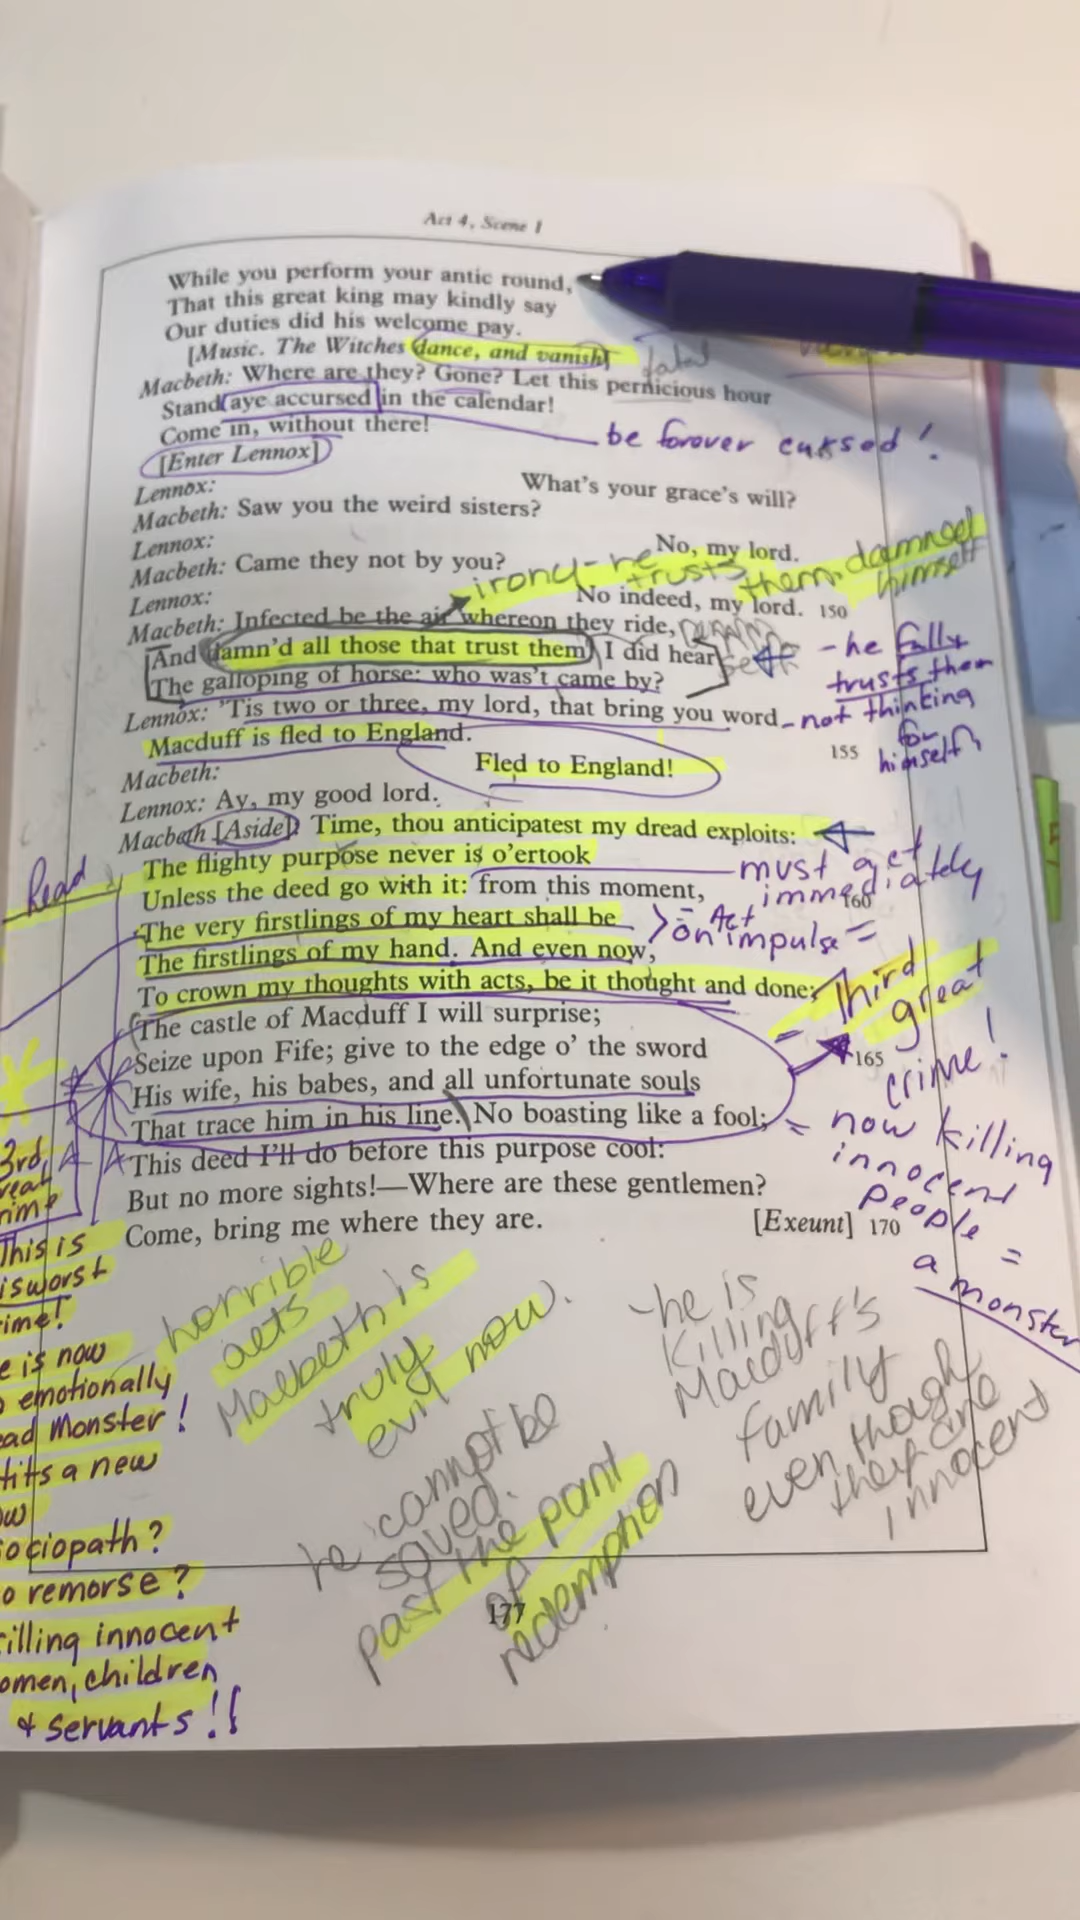 Act 4, Scene 1
While you perform your antic round,
That this great king may kindly say
Our duties did his welcome pay.
[Music. The Witches dance, and vanish]
fatal
Macbeth: Where are they? Gone? Let this pernicious hour
Stand aye accursed in the calendar!
Come in, without there!
be forever cursed!
[Enter Lennox]
Lennox: What's your grace's will?
Macbeth: Saw you the weird sisters?
Lennox: No, my lord.
Macbeth: Came they not by you?
irony - he trusts them. damned himself
Lennox: No indeed, my lord. 150
Macbeth: Infected be the air whereon they ride,
And damn'd all those that trust them! I did hear
The galloping of horse: who was't came by?
- he fully
trusts them
- not thinking
for
himself
Lennox: 'Tis two or three, my lord, that bring you word
Macduff is fled to England.
155
Macbeth: Fled to England!
Lennox: Ay, my good lord.
Macbeth [Aside]: Time, thou anticipatest my dread exploits:
Read
The flighty purpose never is o'ertook
must act
immediately
Unless the deed go with it: from this moment,
160
The very firstlings of my heart shall be
- Act
on impulse =
The firstlings of my hand. And even now,
To crown my thoughts with acts, be it thought and done:
- Third
great
crime!
The castle of Macduff I will surprise;
Seize upon Fife; give to the edge o' the sword
165
His wife, his babes, and all unfortunate souls
That trace him in his line. No boasting like a fool;
= now killing
innocent
people =
a monster
This deed I'll do before this purpose cool:
But no more sights!—Where are these gentlemen?
Come, bring me where they are. [Exeunt] 170
3rd
This is
worst
e is now
emotionally
Monster!
a new
ociopath?
o remorse?
illing innocent
omen, children
+ servants!!
horrible
acts
Macbeth is
truly
evil now.
he cannot be
saved.
past the point
of
redemption
- he is
killing
Macduff's
family
even though
they are
innocent
177